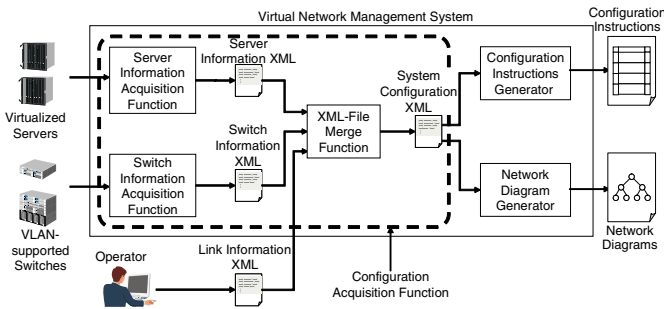 Virtual Network Management System
Configuration
Instructions
Server
Information
Acquisition
Function
Server
Information XML
System
Configuration
XML
Configuration
Instructions
Generator
Virtualized
Servers
XML-File
Merge
Function
Switch
Information
XML
Switch
Information
Acquisition
Function
Network
Diagram
Generator
VLAN-
supported
Switches
Network
Diagrams
Operator
Link Information
XML
Configuration
Acquisition Function